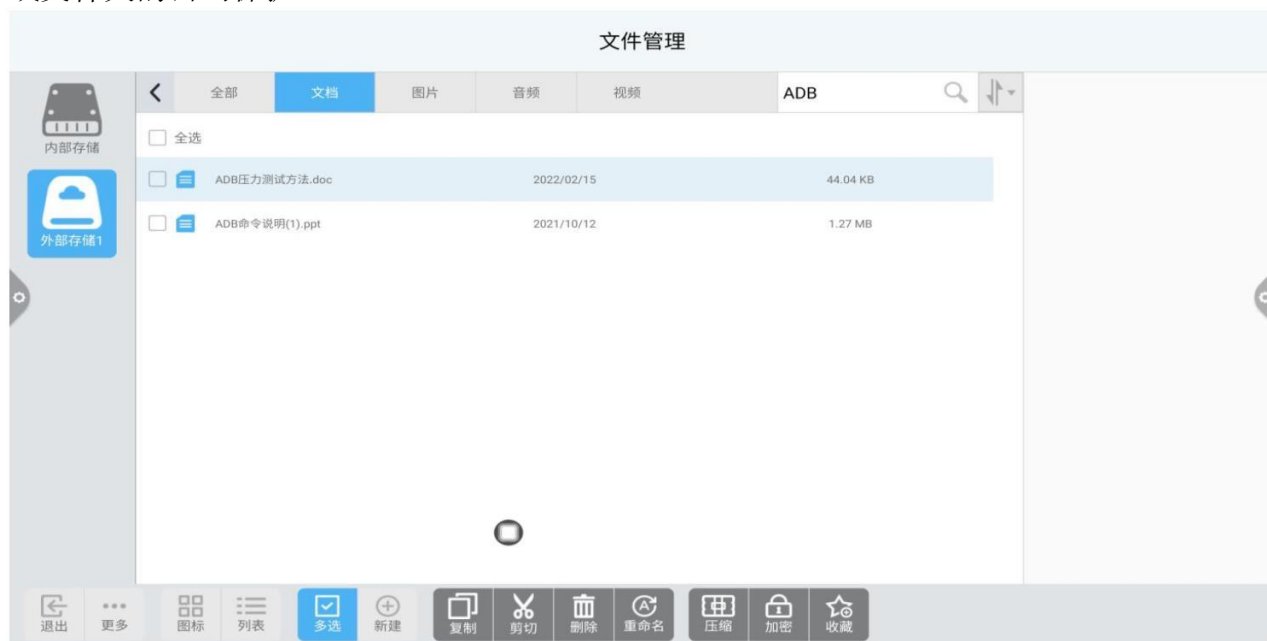 文件管理
内部存储
外部存储1
全部 文档 图片 音频 视频 ADB
全选
ADB压力测试方法.doc 2022/02/15 44.04 KB
ADB命令说明(1).ppt 2021/10/12 1.27 MB
退出 更多 图标 列表 多选 新建 复制 剪切 删除 重命名 压缩 加密 收藏